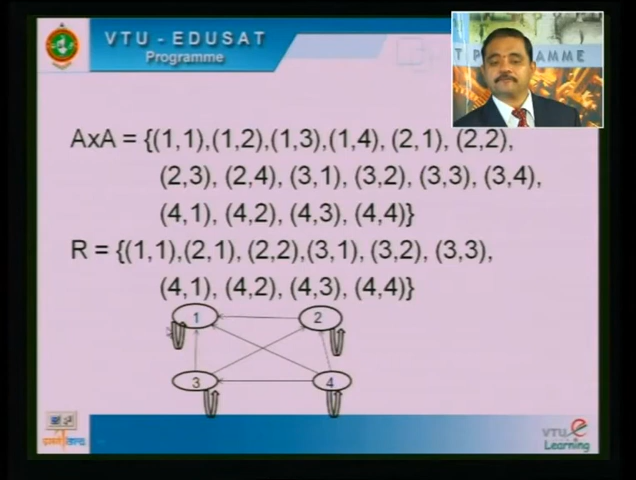 VTU - EDUSAT
Programme
T P
AMME
AxA = {(1,1),(1,2),(1,3),(1,4), (2,1), (2,2),
(2,3), (2,4), (3,1), (3,2), (3,3), (3,4),
(4,1), (4,2), (4,3), (4,4)}
R = {(1,1),(2,1), (2,2),(3,1), (3,2), (3,3),
(4,1), (4,2), (4,3), (4,4)}
1 2
3 4
VTU e
Learning